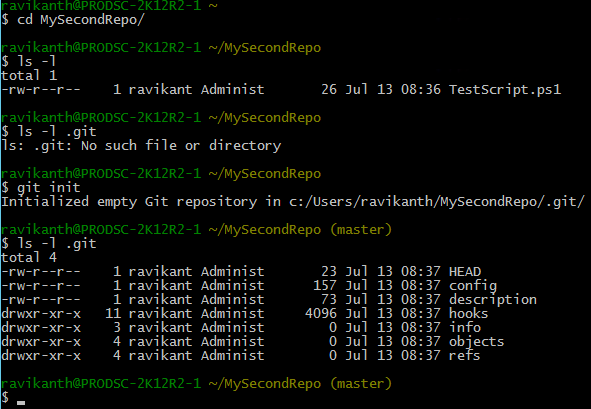 ravikanth@PRODSC-2K12R2-1 ~
$ cd MySecondRepo/
ravikanth@PRODSC-2K12R2-1 ~/MySecondRepo
$ ls -l
total 1
-rw-r--r--    1 ravikant Administ       26 Jul 13 08:36 TestScript.ps1
ravikanth@PRODSC-2K12R2-1 ~/MySecondRepo
$ ls -l .git
ls: .git: No such file or directory
ravikanth@PRODSC-2K12R2-1 ~/MySecondRepo
$ git init
Initialized empty Git repository in c:/Users/ravikanth/MySecondRepo/.git/
ravikanth@PRODSC-2K12R2-1 ~/MySecondRepo (master)
$ ls -l .git
total 4
-rw-r--r--    1 ravikant Administ       23 Jul 13 08:37 HEAD
-rw-r--r--    1 ravikant Administ      157 Jul 13 08:37 config
-rw-r--r--    1 ravikant Administ       73 Jul 13 08:37 description
drwxr-xr-x   11 ravikant Administ     4096 Jul 13 08:37 hooks
drwxr-xr-x    3 ravikant Administ        0 Jul 13 08:37 info
drwxr-xr-x    4 ravikant Administ        0 Jul 13 08:37 objects
drwxr-xr-x    4 ravikant Administ        0 Jul 13 08:37 refs
ravikanth@PRODSC-2K12R2-1 ~/MySecondRepo (master)
$